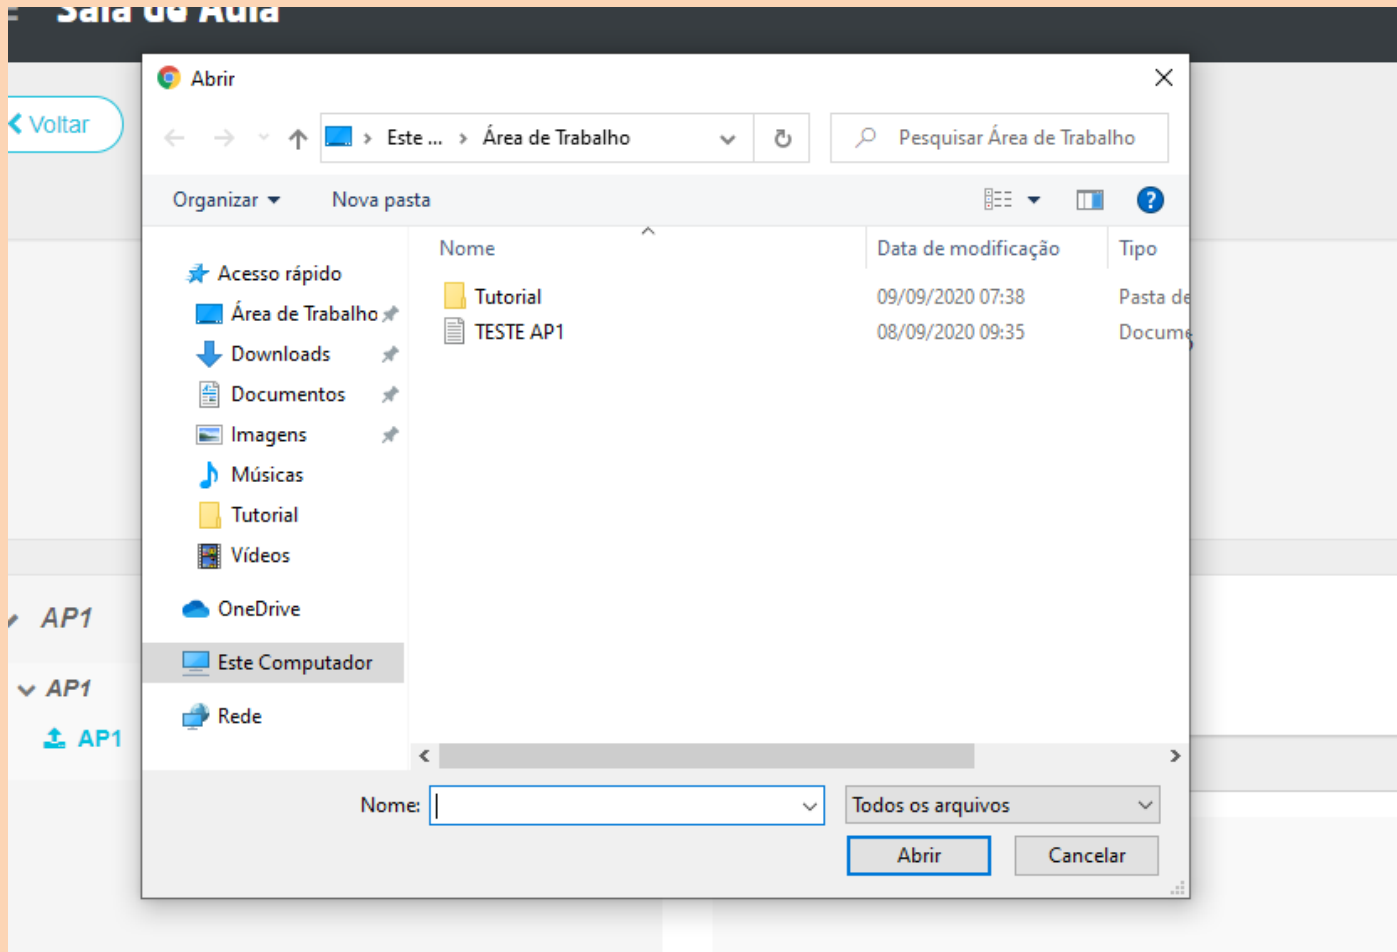 Sala de Aula
Abrir
Voltar
Este ... > Área de Trabalho
Pesquisar Área de Trabalho
Organizar
Nova pasta
Nome
Data de modificação
Tipo
Acesso rápido
Área de Trabalho
Downloads
Documentos
Imagens
Músicas
Tutorial
Vídeos
OneDrive
Este Computador
Rede
Tutorial
09/09/2020 07:38
Pasta de
TESTE AP1
08/09/2020 09:35
Docume
AP1
AP1
AP1
Nome:
Todos os arquivos
Abrir
Cancelar